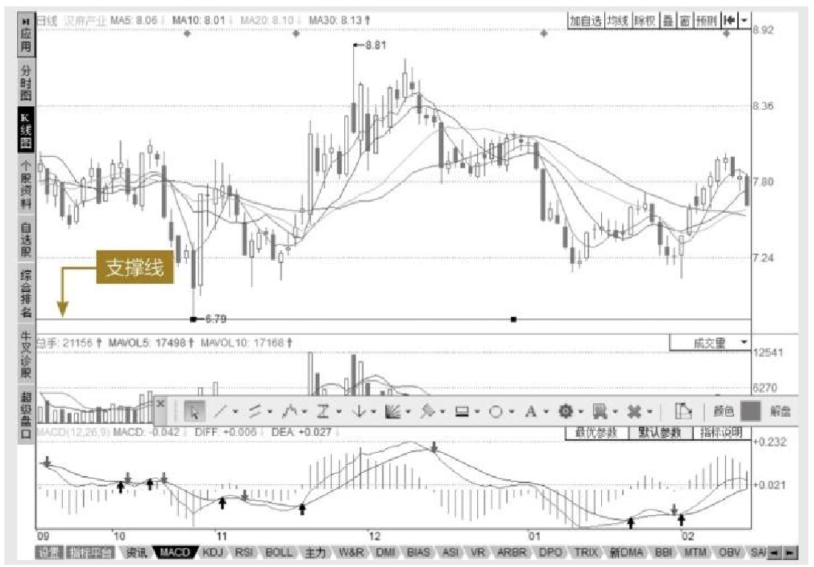 应用
分时图
K线图
个股资料
自选股
综合排名
牛叉诊股
超级盘口
日线 汉麻产业 MA5: 8.06↓ MA10: 8.01↓ MA20: 8.10↓ MA30: 8.13↑
加自选 均线 除权 叠 窗 预测
8.92
8.81
8.36
7.80
7.24
支撑线
6.79
总手: 21156↑ MAVOL5: 17498↑ MAVOL10: 17168↑
成交量
12541
6270
A 颜色 解盘
MACD(12,26,9) MACD: -0.042↓ DIFF: +0.006↓ DEA: +0.027↓
最优参数 默认参数 指标说明
+0.232
+0.021
09 10 11 12 01 02
设置 指标平台 资讯 MACD KDJ RSI BOLL 主力 W&R DMI BIAS ASI VR ARBR DPO TRIX 新DMA BBI MTM OBV SAI